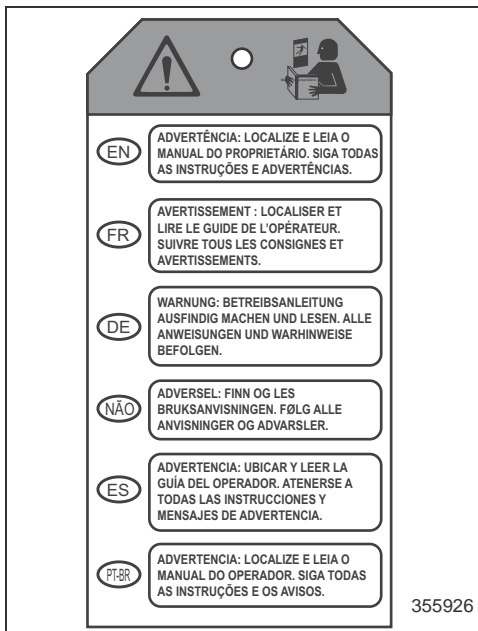 EN
ADVERTÊNCIA: LOCALIZE E LEIA O
MANUAL DO PROPRIETÁRIO. SIGA TODAS
AS INSTRUÇÕES E ADVERTÊNCIAS.
FR
AVERTISSEMENT : LOCALISER ET
LIRE LE GUIDE DE L'OPÉRATEUR.
SUIVRE TOUS LES CONSIGNES ET
AVERTISSEMENTS.
DE
WARNUNG: BETREIBSANLEITUNG
AUSFINDIG MACHEN UND LESEN. ALLE
ANWEISUNGEN UND WARHINWEISE
BEFOLGEN.
NÃO
ADVERSEL: FINN OG LES
BRUKSANVISNINGEN. FØLG ALLE
ANVISNINGER OG ADVARSLER.
ES
ADVERTENCIA: UBICAR Y LEER LA
GUÍA DEL OPERADOR. ATENERSE A
TODAS LAS INSTRUCCIONES Y
MENSAJES DE ADVERTENCIA.
PT-BR
ADVERTENCIA: LOCALIZE E LEIA O
MANUAL DO OPERADOR. SIGA TODAS
AS INSTRUÇÕES E OS AVISOS.
355926